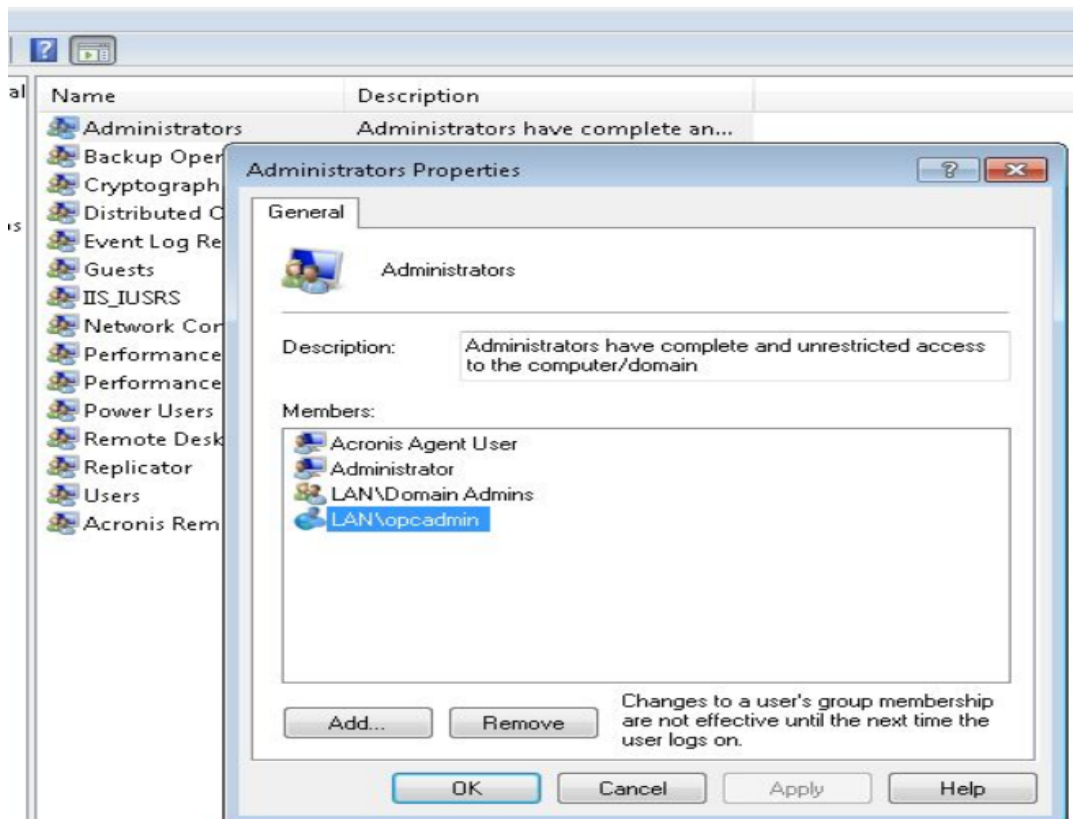 al
Name Description
Administrators Administrators have complete an...
Backup Oper
Cryptograph
Distributed C
Event Log Re
Guests
IIS_IUSRS
Network Cor
Performance
Performance
Power Users
Remote Desk
Replicator
Users
Acronis Rem
Administrators Properties
General
Administrators
Description: Administrators have complete and unrestricted access
to the computer/domain
Members:
Acronis Agent User
Administrator
LAN\Domain Admins
LAN\opcadmin
Add... Remove
Changes to a user's group membership
are not effective until the next time the
user logs on.
OK Cancel Apply Help